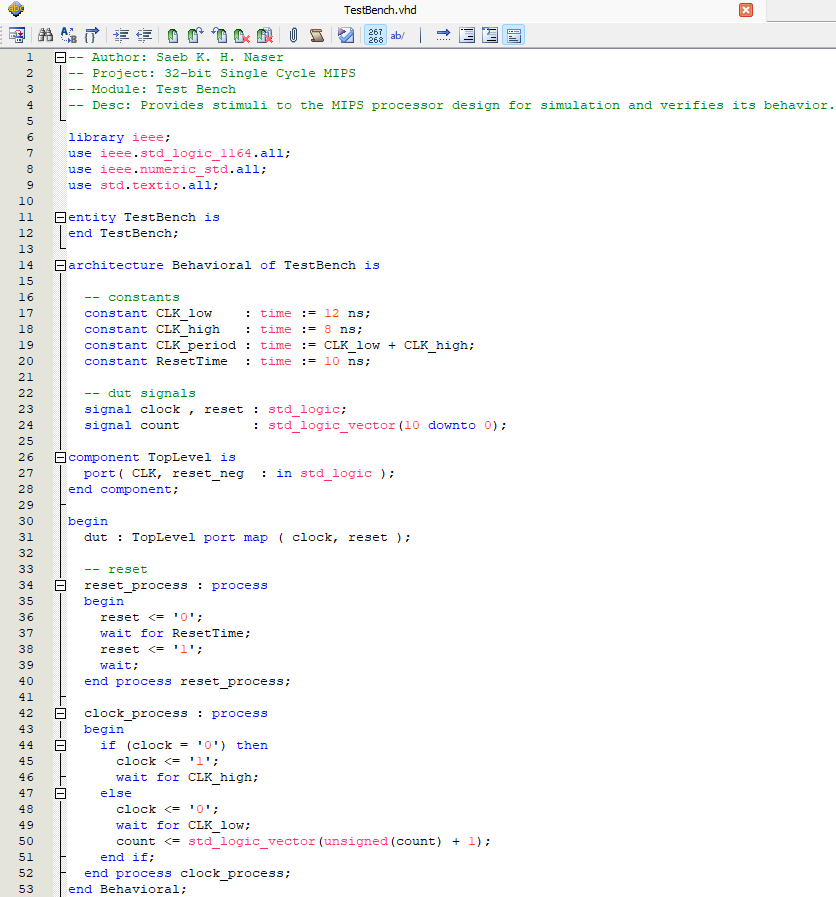 TestBench.vhd
267
268 ab/
1 -- Author: Saeb K. H. Naser
2 -- Project: 32-bit Single Cycle MIPS
3 -- Module: Test Bench
4 -- Desc: Provides stimuli to the MIPS processor design for simulation and verifies its behavior.
5
6 library ieee;
7 use ieee.std_logic_1164.all;
8 use ieee.numeric_std.all;
9 use std.textio.all;
10
11 entity TestBench is
12 end TestBench;
13
14 architecture Behavioral of TestBench is
15
16   -- constants
17   constant CLK_low    : time := 12 ns;
18   constant CLK_high   : time := 8 ns;
19   constant CLK_period : time := CLK_low + CLK_high;
20   constant ResetTime  : time := 10 ns;
21
22   -- dut signals
23   signal clock , reset : std_logic;
24   signal count         : std_logic_vector(10 downto 0);
25
26 component TopLevel is
27   port( CLK, reset_neg  : in std_logic );
28 end component;
29
30 begin
31   dut : TopLevel port map ( clock, reset );
32
33   -- reset
34   reset_process : process
35   begin
36     reset <= '0';
37     wait for ResetTime;
38     reset <= '1';
39     wait;
40   end process reset_process;
41
42   clock_process : process
43   begin
44     if (clock = '0') then
45       clock <= '1';
46       wait for CLK_high;
47     else
48       clock <= '0';
49       wait for CLK_low;
50       count <= std_logic_vector(unsigned(count) + 1);
51     end if;
52   end process clock_process;
53 end Behavioral;